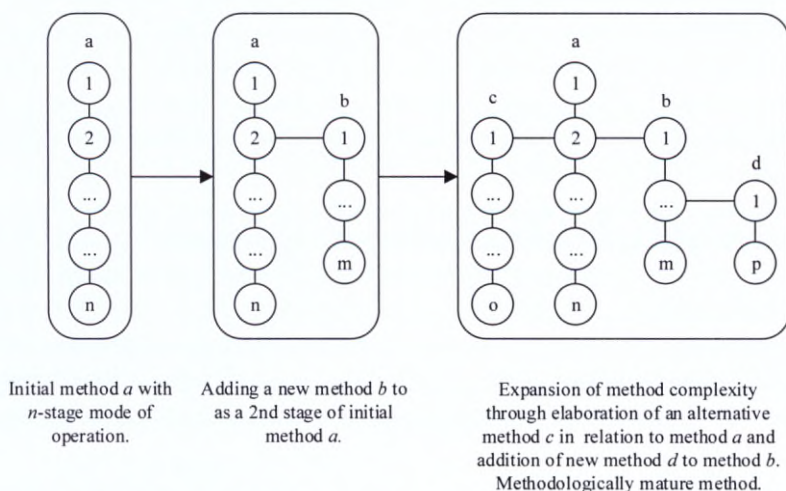 a
1
2
...
...
n
a
1
2
...
...
n
b
1
...
m
a
1
2
...
...
n
c
1
...
...
o
b
1
...
m
d
1
p
Initial method a with
n-stage mode of
operation.
Adding a new method b to
as a 2nd stage of initial
method a.
Expansion of method complexity
through elaboration of an alternative
method c in relation to method a and
addition of new method d to method b.
Methodologically mature method.